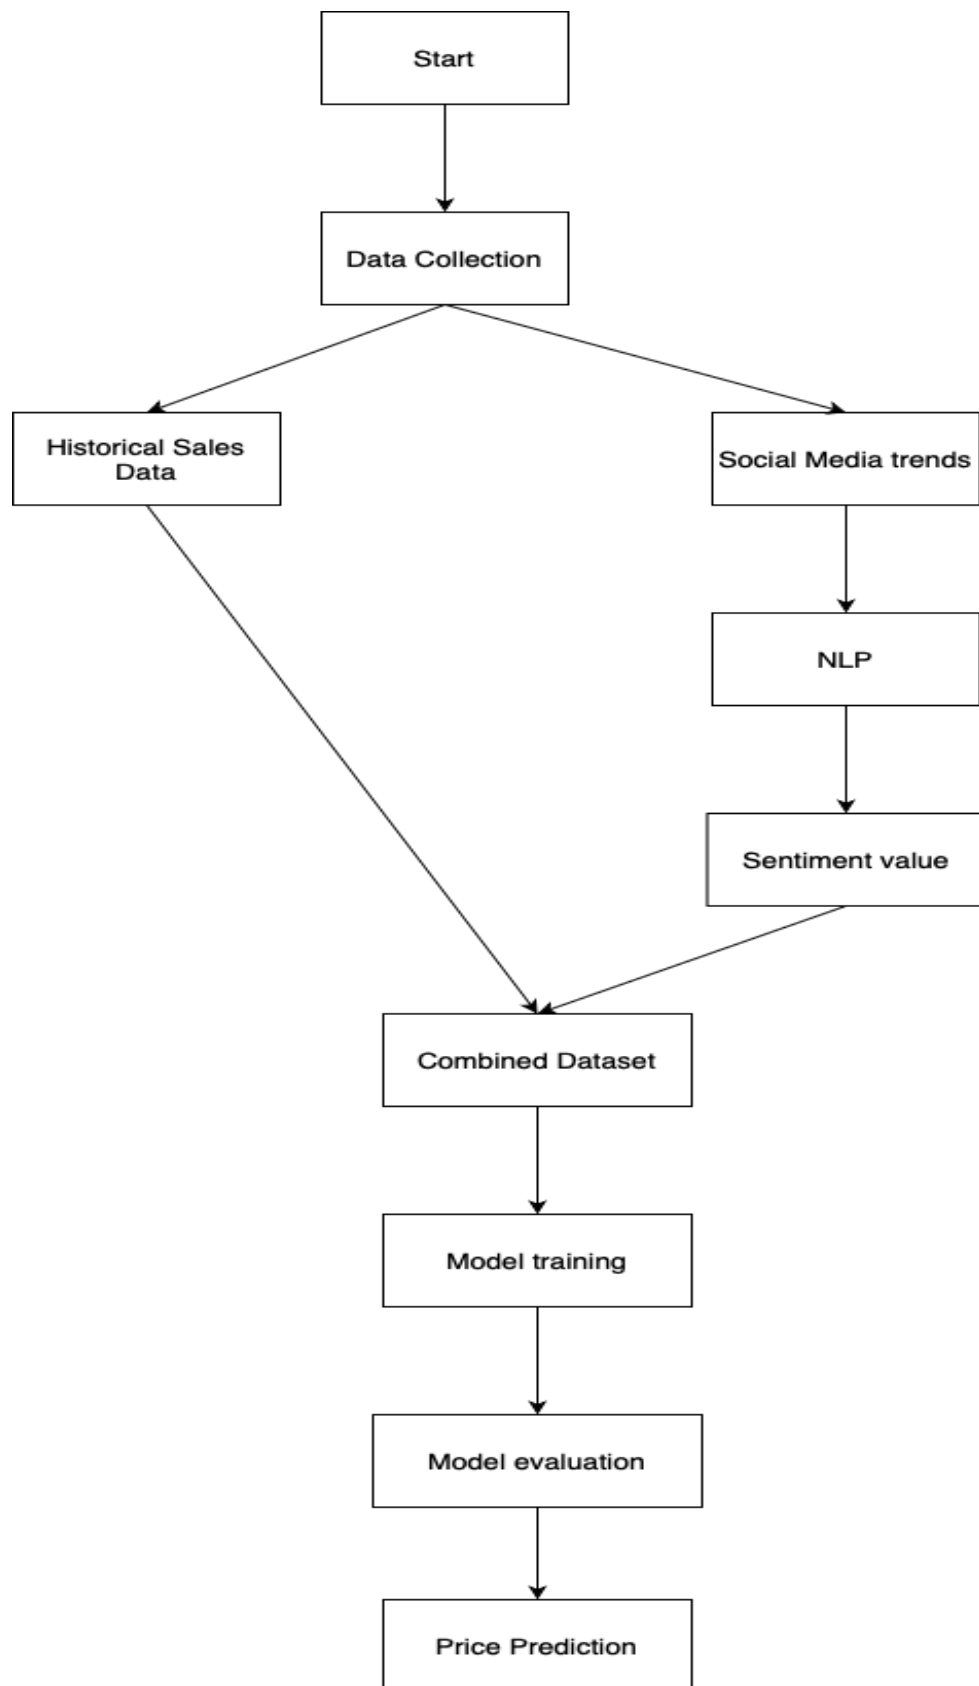 Start
Data Collection
Historical Sales
Data
Social Media trends
NLP
Sentiment value
Combined Dataset
Model training
Model evaluation
Price Prediction